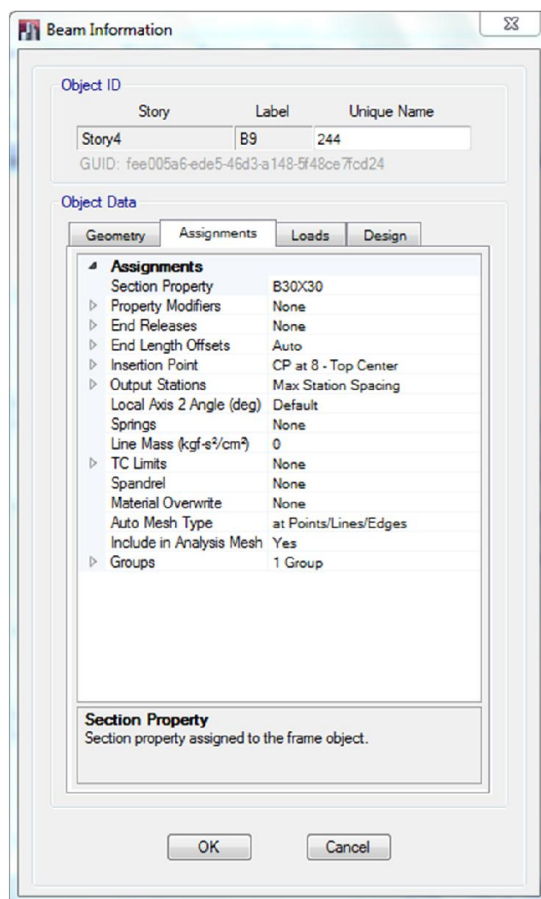 Beam Information
Object ID
Story Label Unique Name
Story4 B9 244
GUID: fee005a6-ede5-46d3-a148-5f48ce7fcd24
Object Data
Geometry Assignments Loads Design
Assignments
Section Property B30X30
Property Modifiers None
End Releases None
End Length Offsets Auto
Insertion Point CP at 8 - Top Center
Output Stations Max Station Spacing
Local Axis 2 Angle (deg) Default
Springs None
Line Mass (kgf-s²/cm²) 0
TC Limits None
Spandrel None
Material Overwrite None
Auto Mesh Type at Points/Lines/Edges
Include in Analysis Mesh Yes
Groups 1 Group
Section Property
Section property assigned to the frame object.
OK Cancel